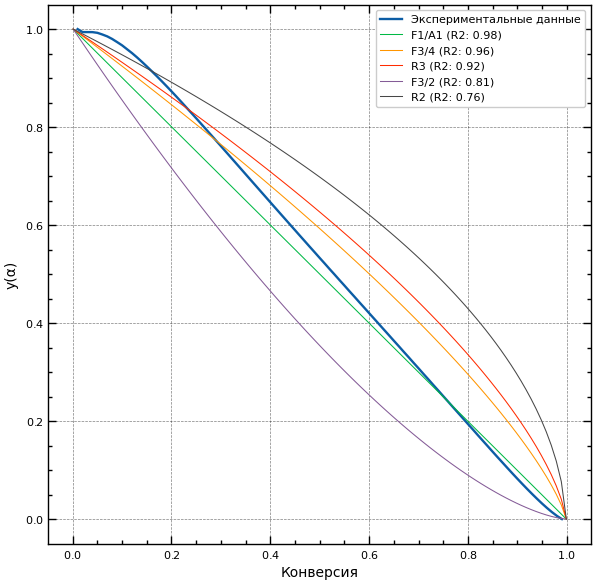 Экспериментальные данные
F1/A1 (R2: 0.98)
F3/4 (R2: 0.96)
R3 (R2: 0.92)
F3/2 (R2: 0.81)
R2 (R2: 0.76)
1.0
0.8
0.6
0.4
0.2
0.0
y(α)
0.0 0.2 0.4 0.6 0.8 1.0
Конверсия